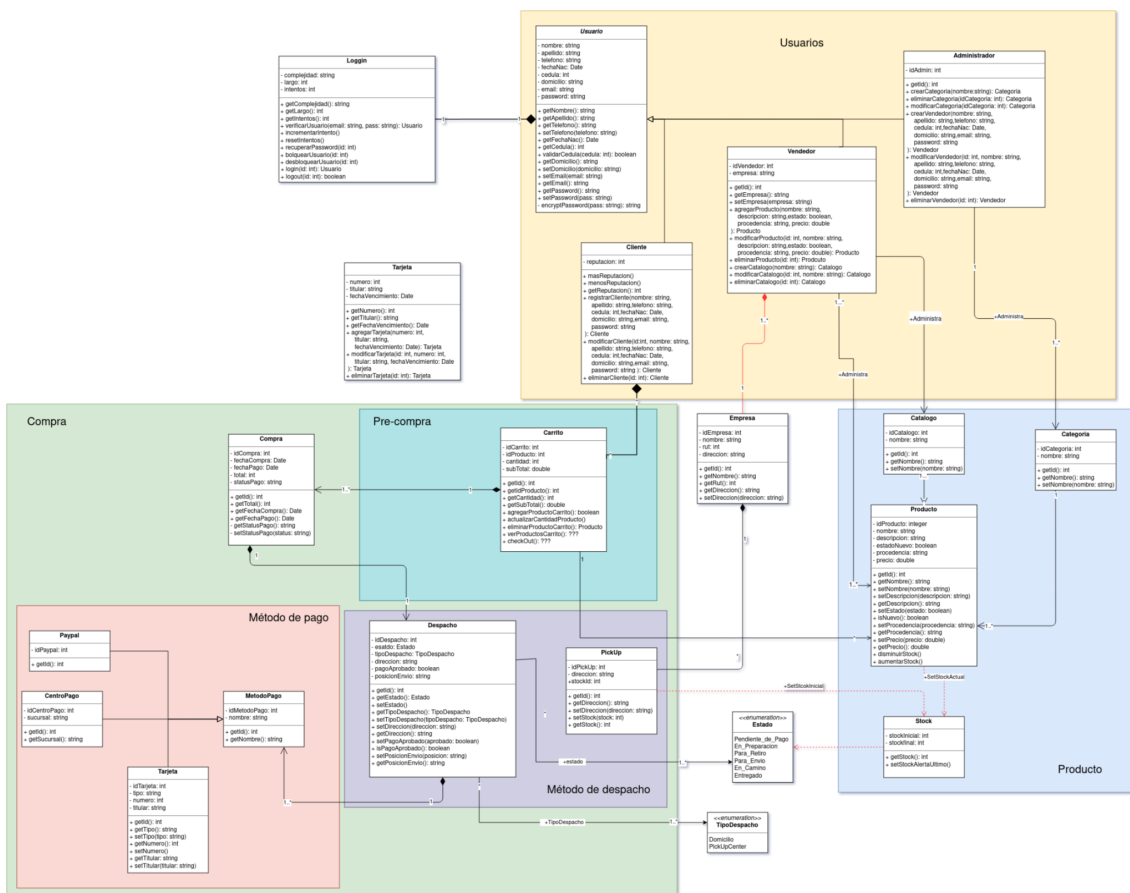 Usuarios
Usuario
- nombre: string
- apellido: string
- telefono: string
- fechaNac: Date
- cedula: int
- domicilio: string
- email: string
- password: string
+ getNombre(): string
+ getApellido(): string
+ getTelefono(): string
+ setTelefono(telefono: string)
+ getFechaNac(): Date
+ getCedula(): int
+ validarCedula(cedula: int): boolean
+ getDomicilio(): string
+ setDomicilio(domicilio: string)
+ setEmail(email: string)
+ getEmail(): string
+ getPassword(): string
+ setPassword(pass: string)
- encryptPassword(pass: string): string
Loggin
- complejidad: string
- largo: int
- intentos: int
+ getComplejidad(): string
+ getLargo(): int
+ getIntentos(): int
+ verificarUsuario(email: string, pass: string): Usuario
+ incrementarIntento()
+ resetIntentos()
+ recuperarPassword(id: int)
+ bolquearUsuario(id: int)
+ desbloquearUsuario(id: int)
+ login(id: int): Usuario
+ logout(id: int): boolean
Administrador
- idAdmin: int
+ getId(): int
+ crearCategoria(nombre:string): Categoria
+ eliminarCategoria(idCategoria: int): Categoria
+ modificarCategoria(idCategoria: int): Categoria
+ crearVendedor(nombre: string,
apellido:string,telefono: string,
cedula: int,fechaNac: Date,
domicilio: string,email: string,
password: string
): Vendedor
+ modificarVendedor(id: int, nombre: string,
apellido:string,telefono: string,
cedula: int,fechaNac: Date,
domicilio: string,email: string,
password: string
): Vendedor
+ eliminarVendedor(id: int): Vendedor
Vendedor
- idVendedor: int
- empresa: string
+ getId(): int
+ getEmpresa(): string
+ setEmpresa(empresa: string)
+ agregarProducto(nombre: string,
descripcion: string,estado: boolean,
procedencia: string, precio: double
): Producto
+ modificarProducto(id: int, nombre: string,
descripcion: string,estado: boolean,
procedencia: string, precio: double): Producto
+ eliminarProducto(id: int): Prodcuto
+ crearCatalogo(nombre: string): Catalogo
+ modificarCatalogo(id: int, nombre: string): Catalogo
+ eliminarCatalogo(id: int): Catalogo
Cliente
- reputacion: int
+ masReputacion()
+ menosReputacion()
+ getReputacion(): int
+ registrarCliente(nombre: string,
apellido: string,telefono: string,
cedula: int,fechaNac: Date,
domicilio: string,email: string,
password: string
): Cliente
+ modificarCliente(id:int, nombre: string,
apellido:string,telefono: string,
cedula: int,fechaNac: Date,
domicilio: string,email: string,
password: string ): Cliente
+ eliminarCliente(id: int): Cliente
Tarjeta
- numero: int
- titular: string
- fechaVencimiento: Date
+ getNumero(): int
+ getTitular(): string
+ getFechaVencimiento(): Date
+ agregarTarjeta(numero: int,
titular: string,
fechaVencimiento: Date): Tarjeta
+ modificarTarjeta(id: int, numero: int,
titular: string, fechaVencimiento: Date
): Tarjeta
+ eliminarTarjeta(id: int): Tarjeta
+Administra
+Administra
+Administra
Compra
Pre-compra
Compra
- idCompra: int
- fechaCompra: Date
- fechaPago: Date
- total: int
- statusPago: string
+ getId(): int
+ getTotal(): int
+ getFechaCompra(): Date
+ getFechaPago(): Date
- getStatusPago(): string
- setStatusPago(status: string)
Carrito
- idCarrito: int
- idProducto: int
- cantidad: int
- subTotal: double
+ getId(): int
+ getIdProducto(): int
+ getCantidad(): int
+ getSubTotal(): double
+ agregarProductoCarrito(): boolean
+ actualizarCantidadProducto()
+ eliminarProductoCarrito(): Producto
+ verProductosCarrito(): ???
+ checkOut(): ???
Empresa
- idEmpresa: int
- nombre: string
- rut: int
- direccion: string
+ getId(): int
+ getNombre(): string
+ getRut(): int
+ getDireccion(): string
+ setDireccion(direccion: string)
Catalogo
- idCatalogo: int
- nombre: string
+ getId(): int
+ getNombre(): string
+ setNombre(nombre: string)
Categoria
- idCategoria: int
- nombre: string
+ getId(): int
+ getNombre(): string
+ setNombre(nombre: string)
Producto
- idProducto: integer
- nombre: string
- descripcion: string
- estadoNuevo: boolean
- procedencia: string
- precio: double
+ getId(): int
+ getNombre(): string
+ setNombre(nombre: string)
+ setDescripcion(descripcion: string)
+ getDescripcion(): string
+ setEstado(estado: boolean)
+ isNuevo(): boolean
+ setProcedencia(procedencia: string)
+ getProcedencia(): string
+ setPrecio(precio: double)
+ getPrecio(): double
+ disminuirStock()
+ aumentarStock()
+SetStockActual
+SetStcokInicial
Método de pago
Paypal
- idPaypal: int
+ getId(): int
CentroPago
- idCentroPago: int
- sucursal: string
+ getId(): int
+ getSucursal(): string
MetodoPago
- idMetodoPago: int
- nombre: string
+ getId(): int
+ getNombre(): string
Tarjeta
- idTarjeta: int
- tipo: string
- numero: int
- titular: string
+ getId(): int
+ getTipo(): string
+ setTipo(tipo: string)
+ getNumero(): int
+ setNumero()
+ getTitular: string
+ setTitular(titular: string)
Despacho
- idDespacho: int
- esatdo: Estado
- tipoDespacho: TipoDespacho
- direccion: string
- pagoAprobado: boolean
- posicionEnvio: string
+ getId(): int
+ getEstado(): Estado
+ setEstado()
+ getTipoDespacho(): TipoDespacho
+ setTipoDespacho(tipoDespacho: TipoDespacho)
+ setDireccion(direccion: string)
+ getDireccion(): string
+ setPagoAprobado(aprobado: boolean)
+ isPagoAprobado(): boolean
+ setPosicionEnvio(posicion: string)
+ getPosicionEnvio(): string
PickUp
- idPickUp: int
- direccion: string
+stockId: int
+ getId(): int
+ getDireccion(): string
+ setDireccion(direccion: string)
+ setStock(stock: int)
+ getStock(): int
Método de despacho
+estado
+TipoDespacho
<<enumeration>>
Estado
Pendiente_de_Pago
En_Preparacion
Para_Retiro
Para_Envio
En_Camino
Entregado
<<enumeration>>
TipoDespacho
Domicilio
PickUpCenter
Stock
- stockInicial: int
- stockfinal: int
+ getStock(): int
+ setStockAlertaUltimo()
Producto